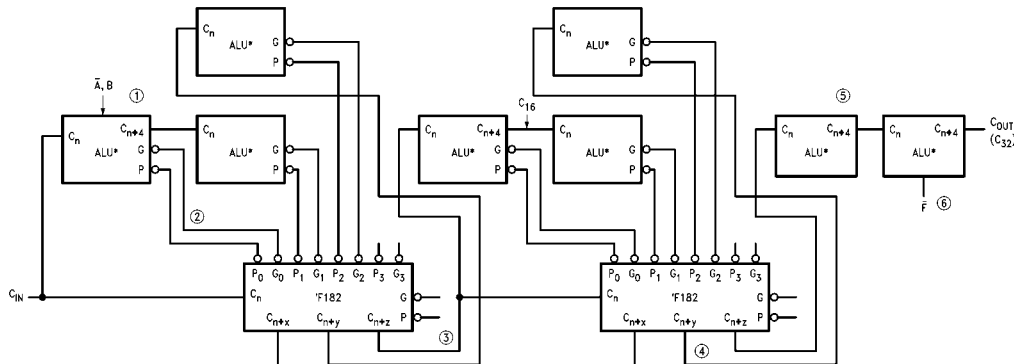 Cn G ALU* P
Cn G ALU* P
Ā, B ①
Cn Cn+4 ALU* G P
ALU* G P
C16
Cn Cn+4 ALU* G P
ALU* G P
⑤
Cn Cn+4 ALU*
Cn+4 ALU*
COUT (C32)
F̄ ⑥
②
P0 G0 P1 G1 P2 G2 P3 G3
P0 G0 P1 G1 P2 G2 P3 G3
CIN Cn 'F182 G P
Cn+x Cn+y Cn+z
③
Cn 'F182 G P
Cn+x Cn+y Cn+z
④